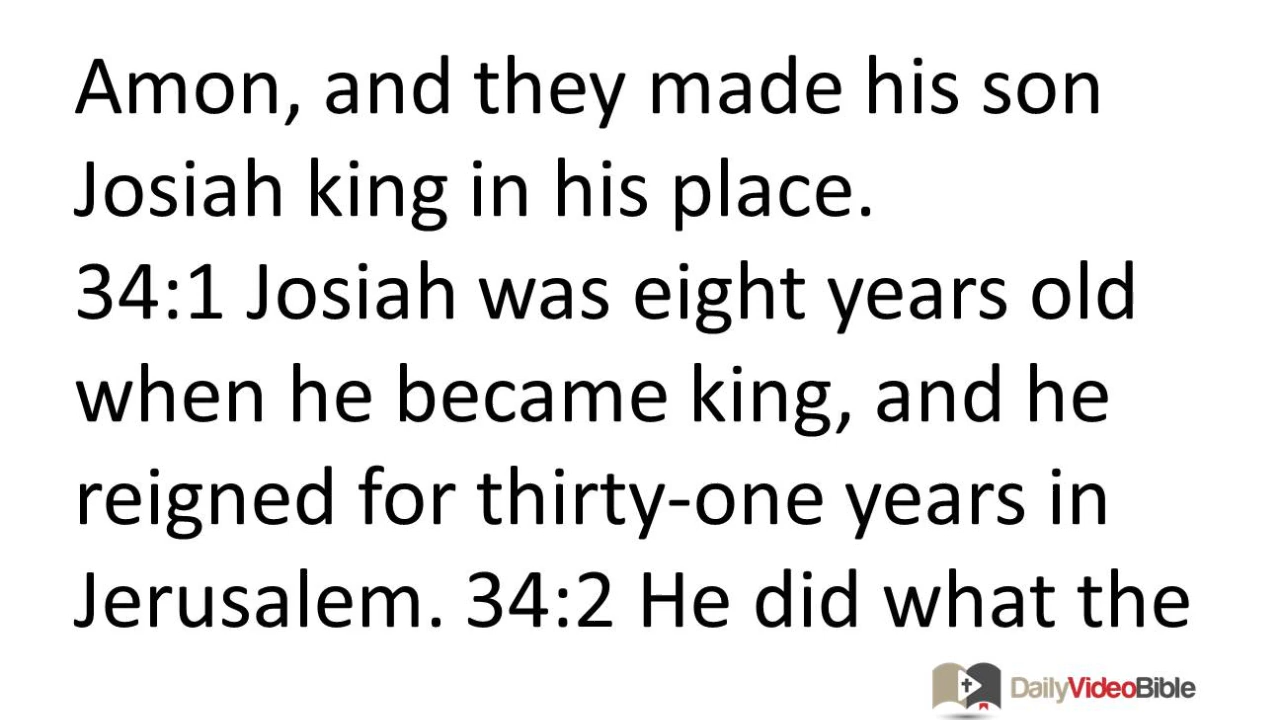 Amon, and they made his son
Josiah king in his place.
34:1 Josiah was eight years old
when he became king, and he
reigned for thirty-one years in
Jerusalem. 34:2 He did what the
DailyVideoBible